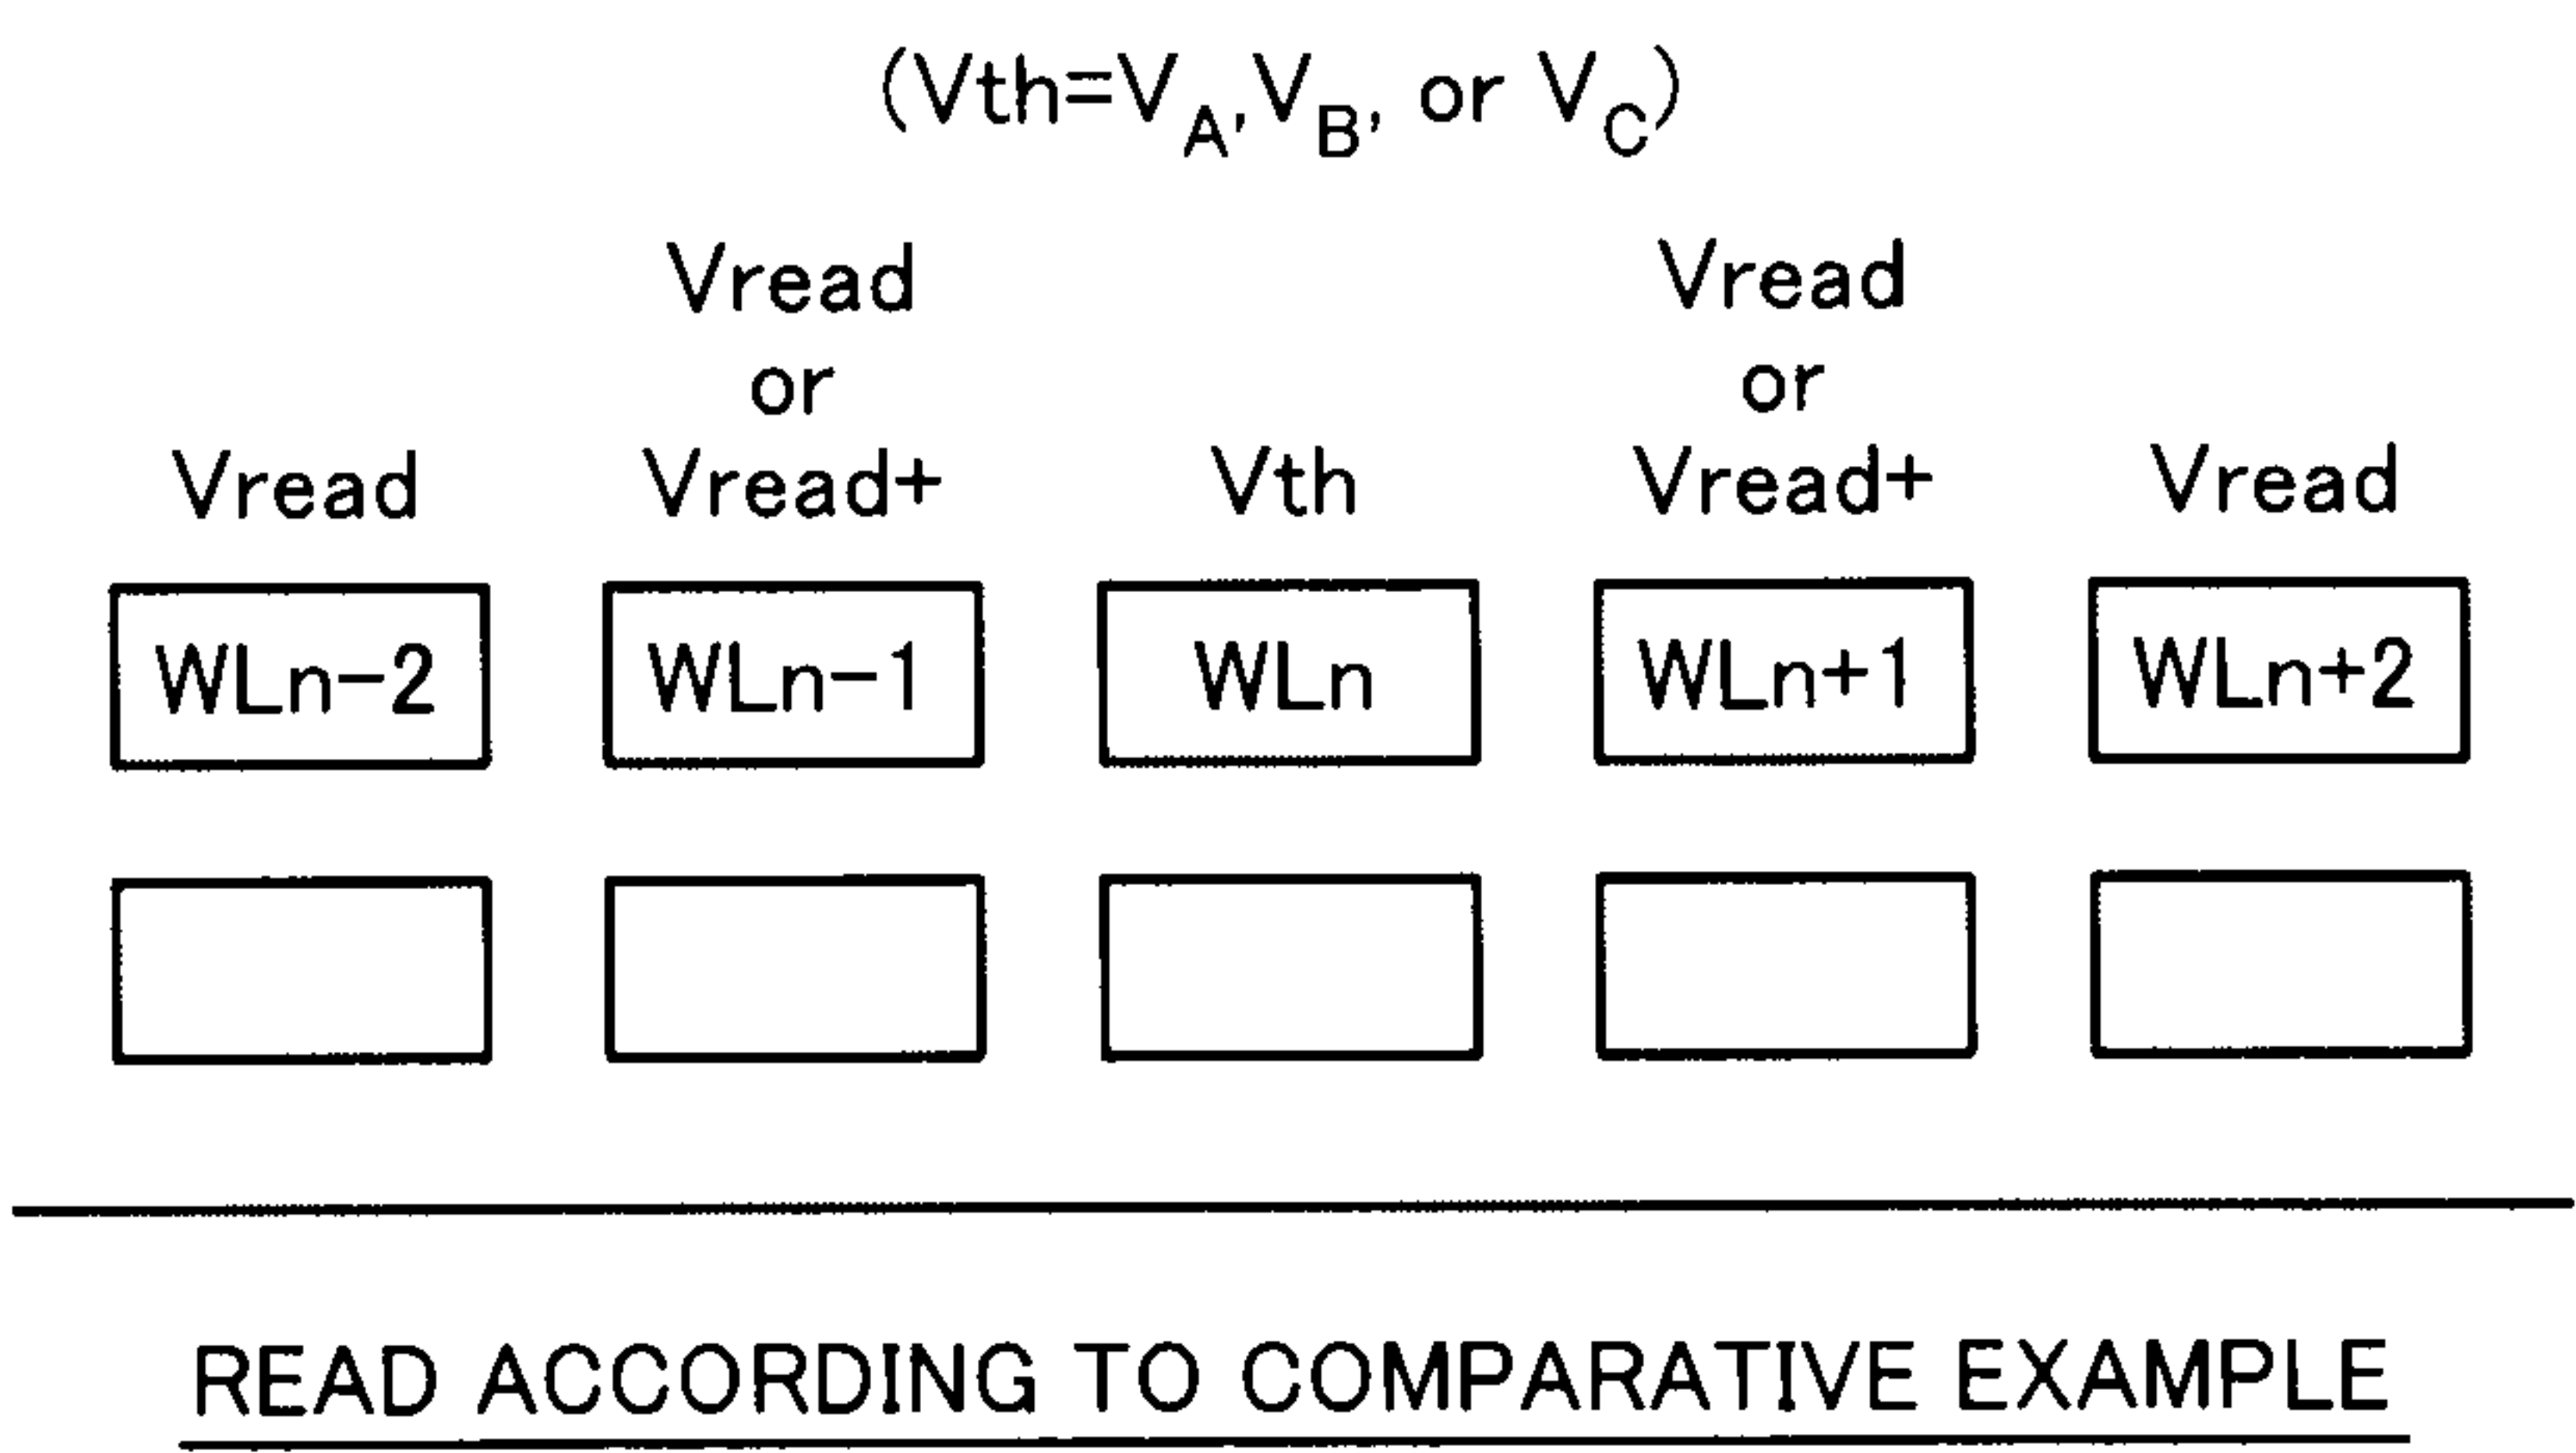 (Vth=VA, VB, or VC)
Vread Vread
or or
Vread Vread+ Vth Vread+ Vread
WLn-2 WLn-1 WLn WLn+1 WLn+2
READ ACCORDING TO COMPARATIVE EXAMPLE